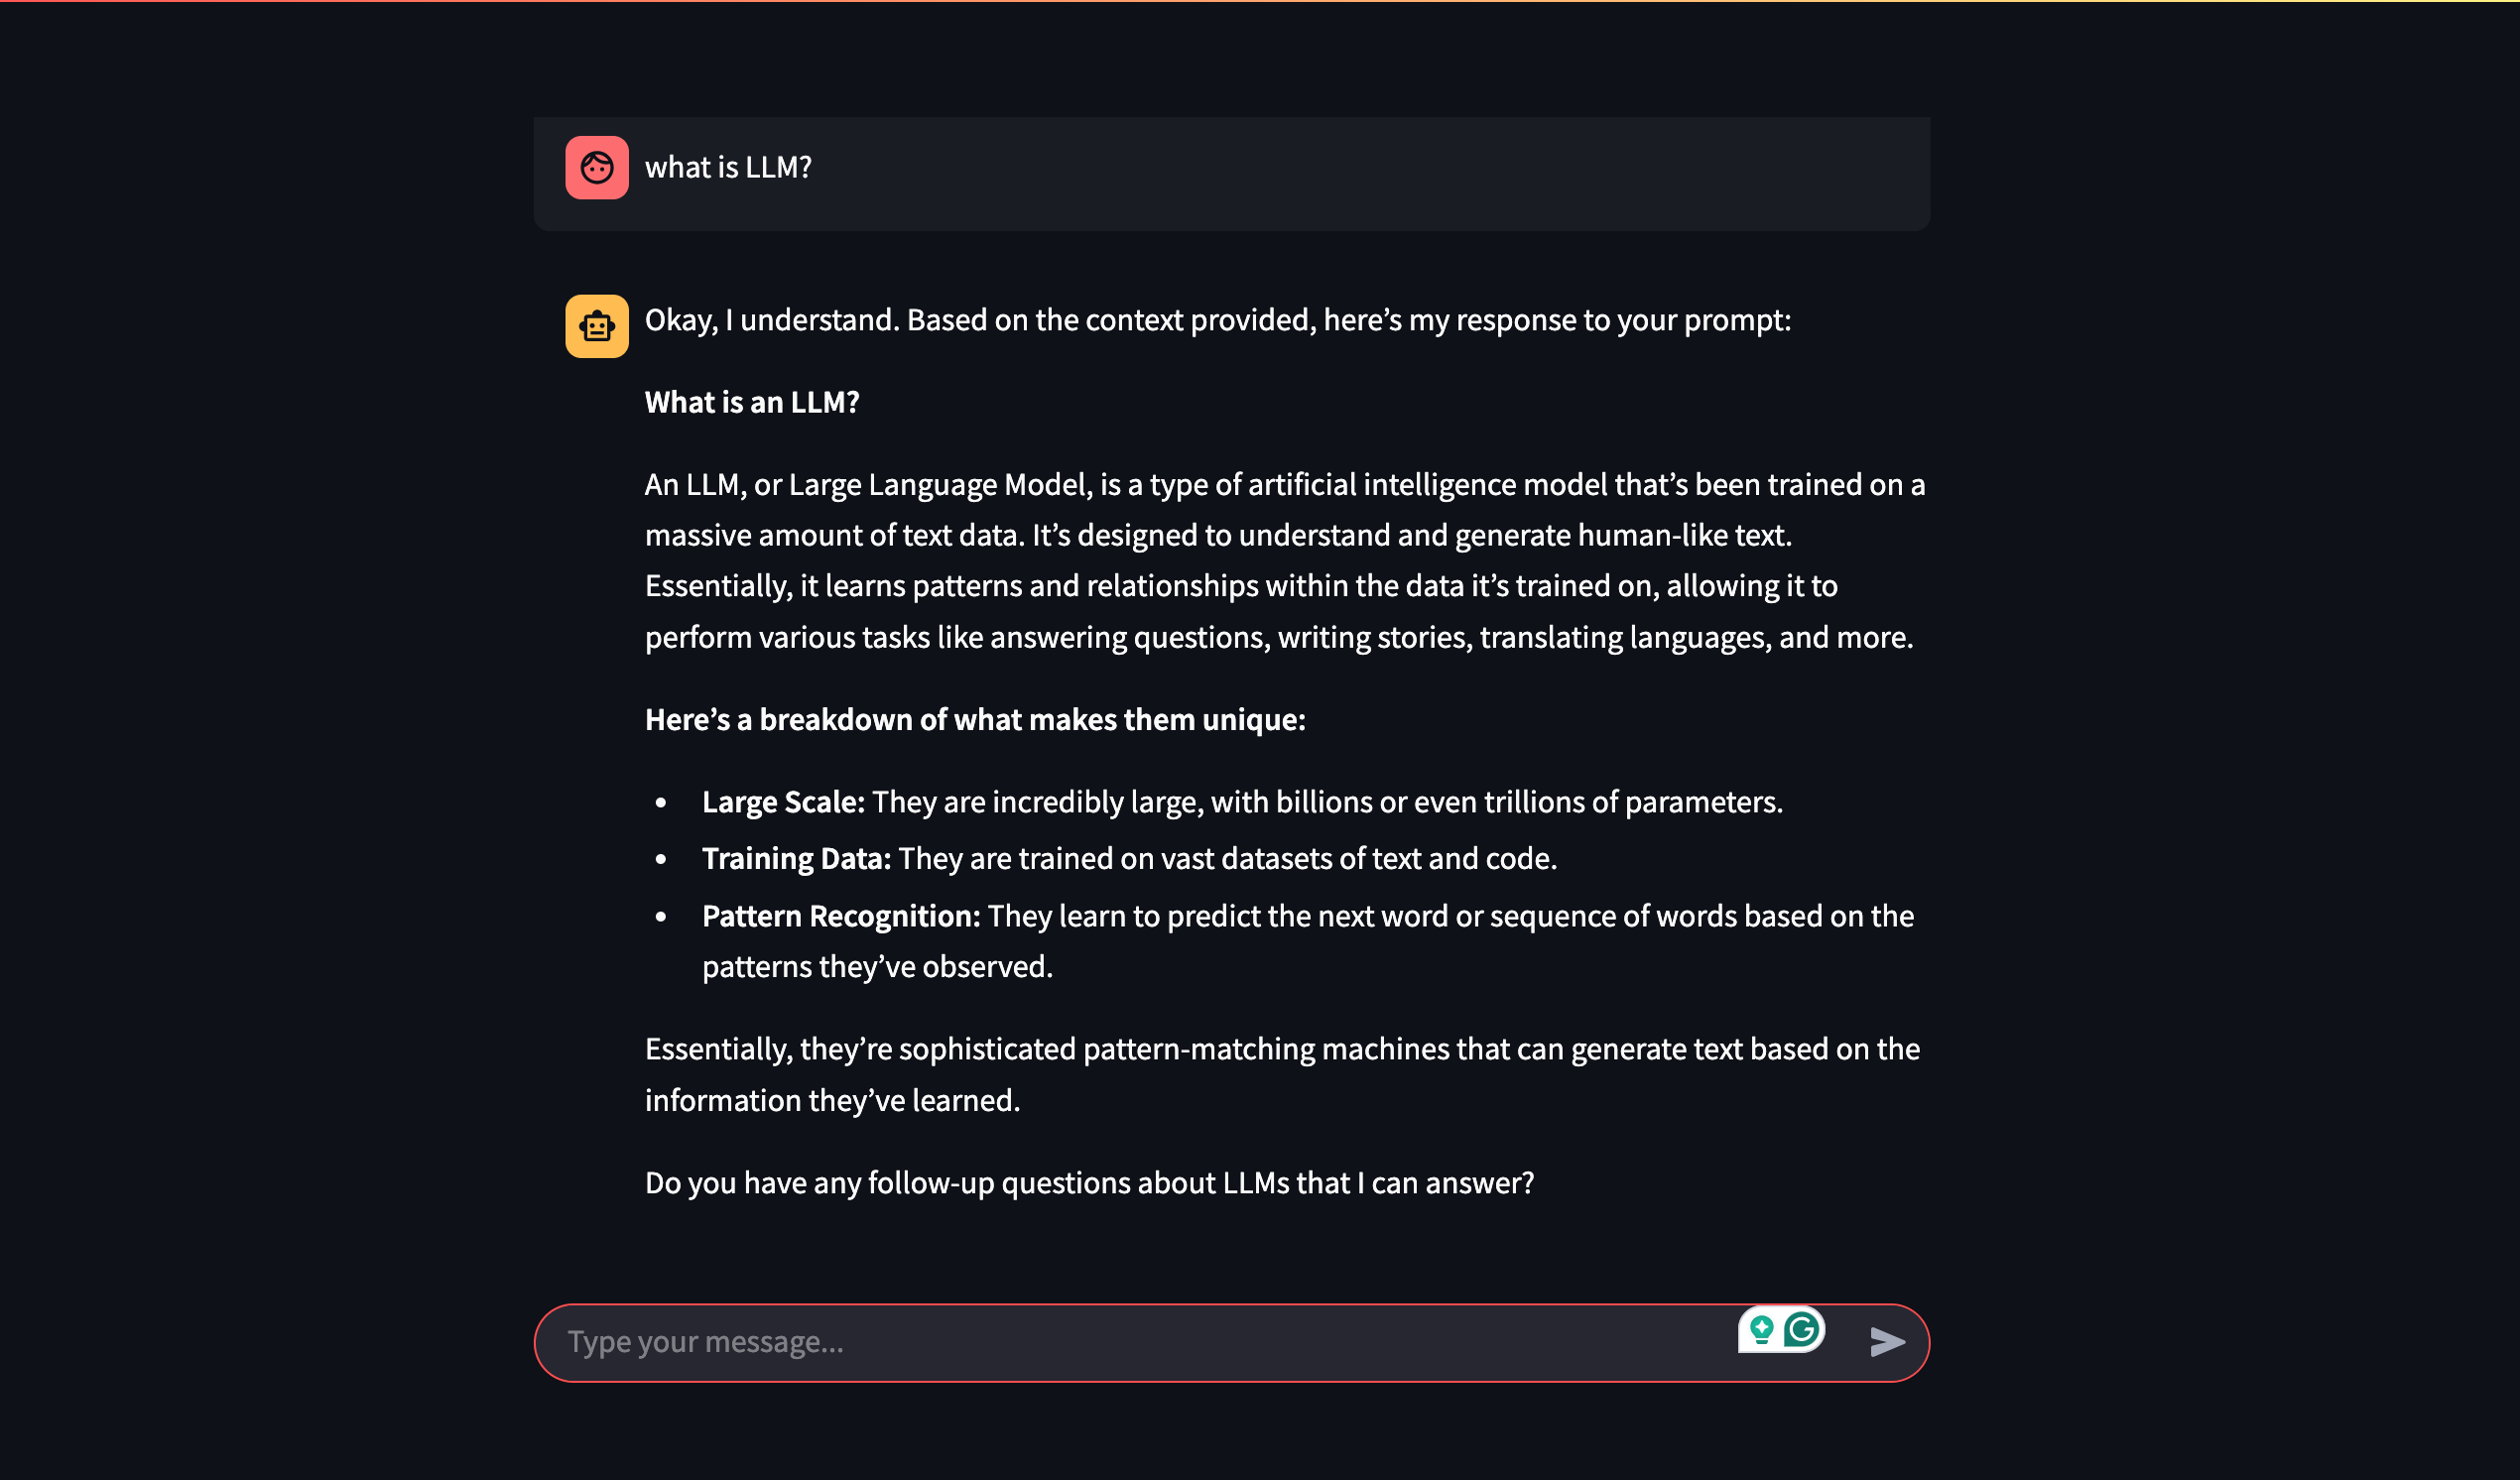 what is LLM?
Okay, I understand. Based on the context provided, here’s my response to your prompt:
What is an LLM?
An LLM, or Large Language Model, is a type of artificial intelligence model that’s been trained on a
massive amount of text data. It’s designed to understand and generate human-like text.
Essentially, it learns patterns and relationships within the data it’s trained on, allowing it to
perform various tasks like answering questions, writing stories, translating languages, and more.
Here’s a breakdown of what makes them unique:
• Large Scale: They are incredibly large, with billions or even trillions of parameters.
• Training Data: They are trained on vast datasets of text and code.
• Pattern Recognition: They learn to predict the next word or sequence of words based on the
patterns they’ve observed.
Essentially, they’re sophisticated pattern-matching machines that can generate text based on the
information they’ve learned.
Do you have any follow-up questions about LLMs that I can answer?
Type your message...